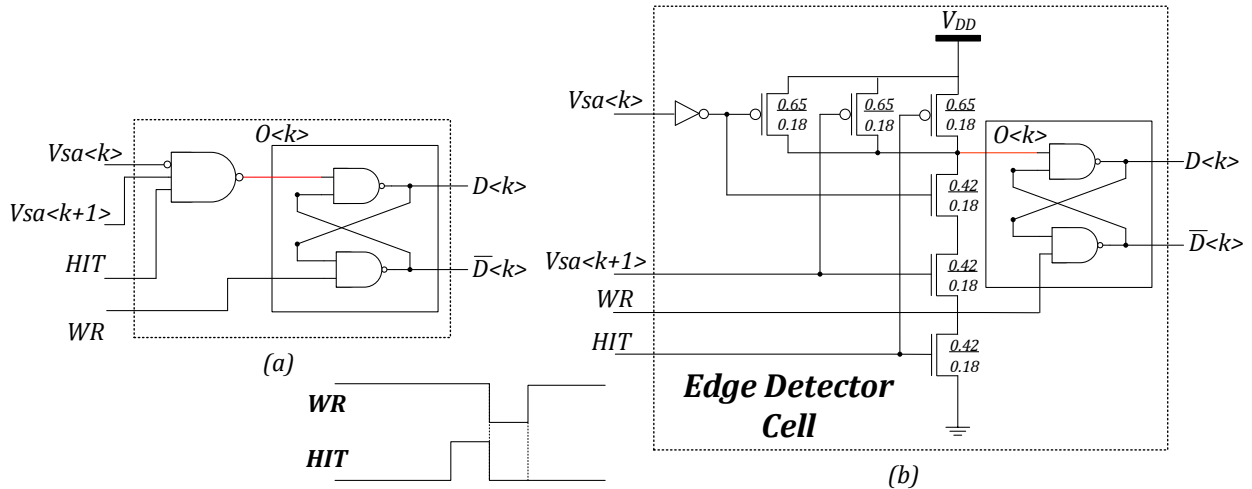 O<k>
Vsa<k>
D<k>
Vsa<k+1>
HIT
D̅<k>
WR
(a)
WR
HIT
V_DD
Vsa<k>
0.65
0.18
0.65
0.18
0.65
0.18
O<k>
D<k>
0.42
0.18
Vsa<k+1>
0.42
0.18
D̅<k>
WR
HIT
0.42
0.18
Edge Detector
Cell
(b)